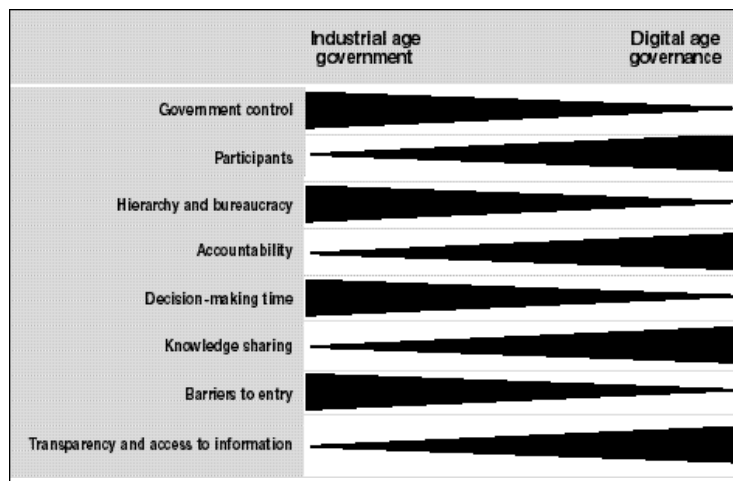 Industrial age
government
Digital age
governance
Government control
Participants
Hierarchy and bureaucracy
Accountability
Decision-making time
Knowledge sharing
Barriers to entry
Transparency and access to information